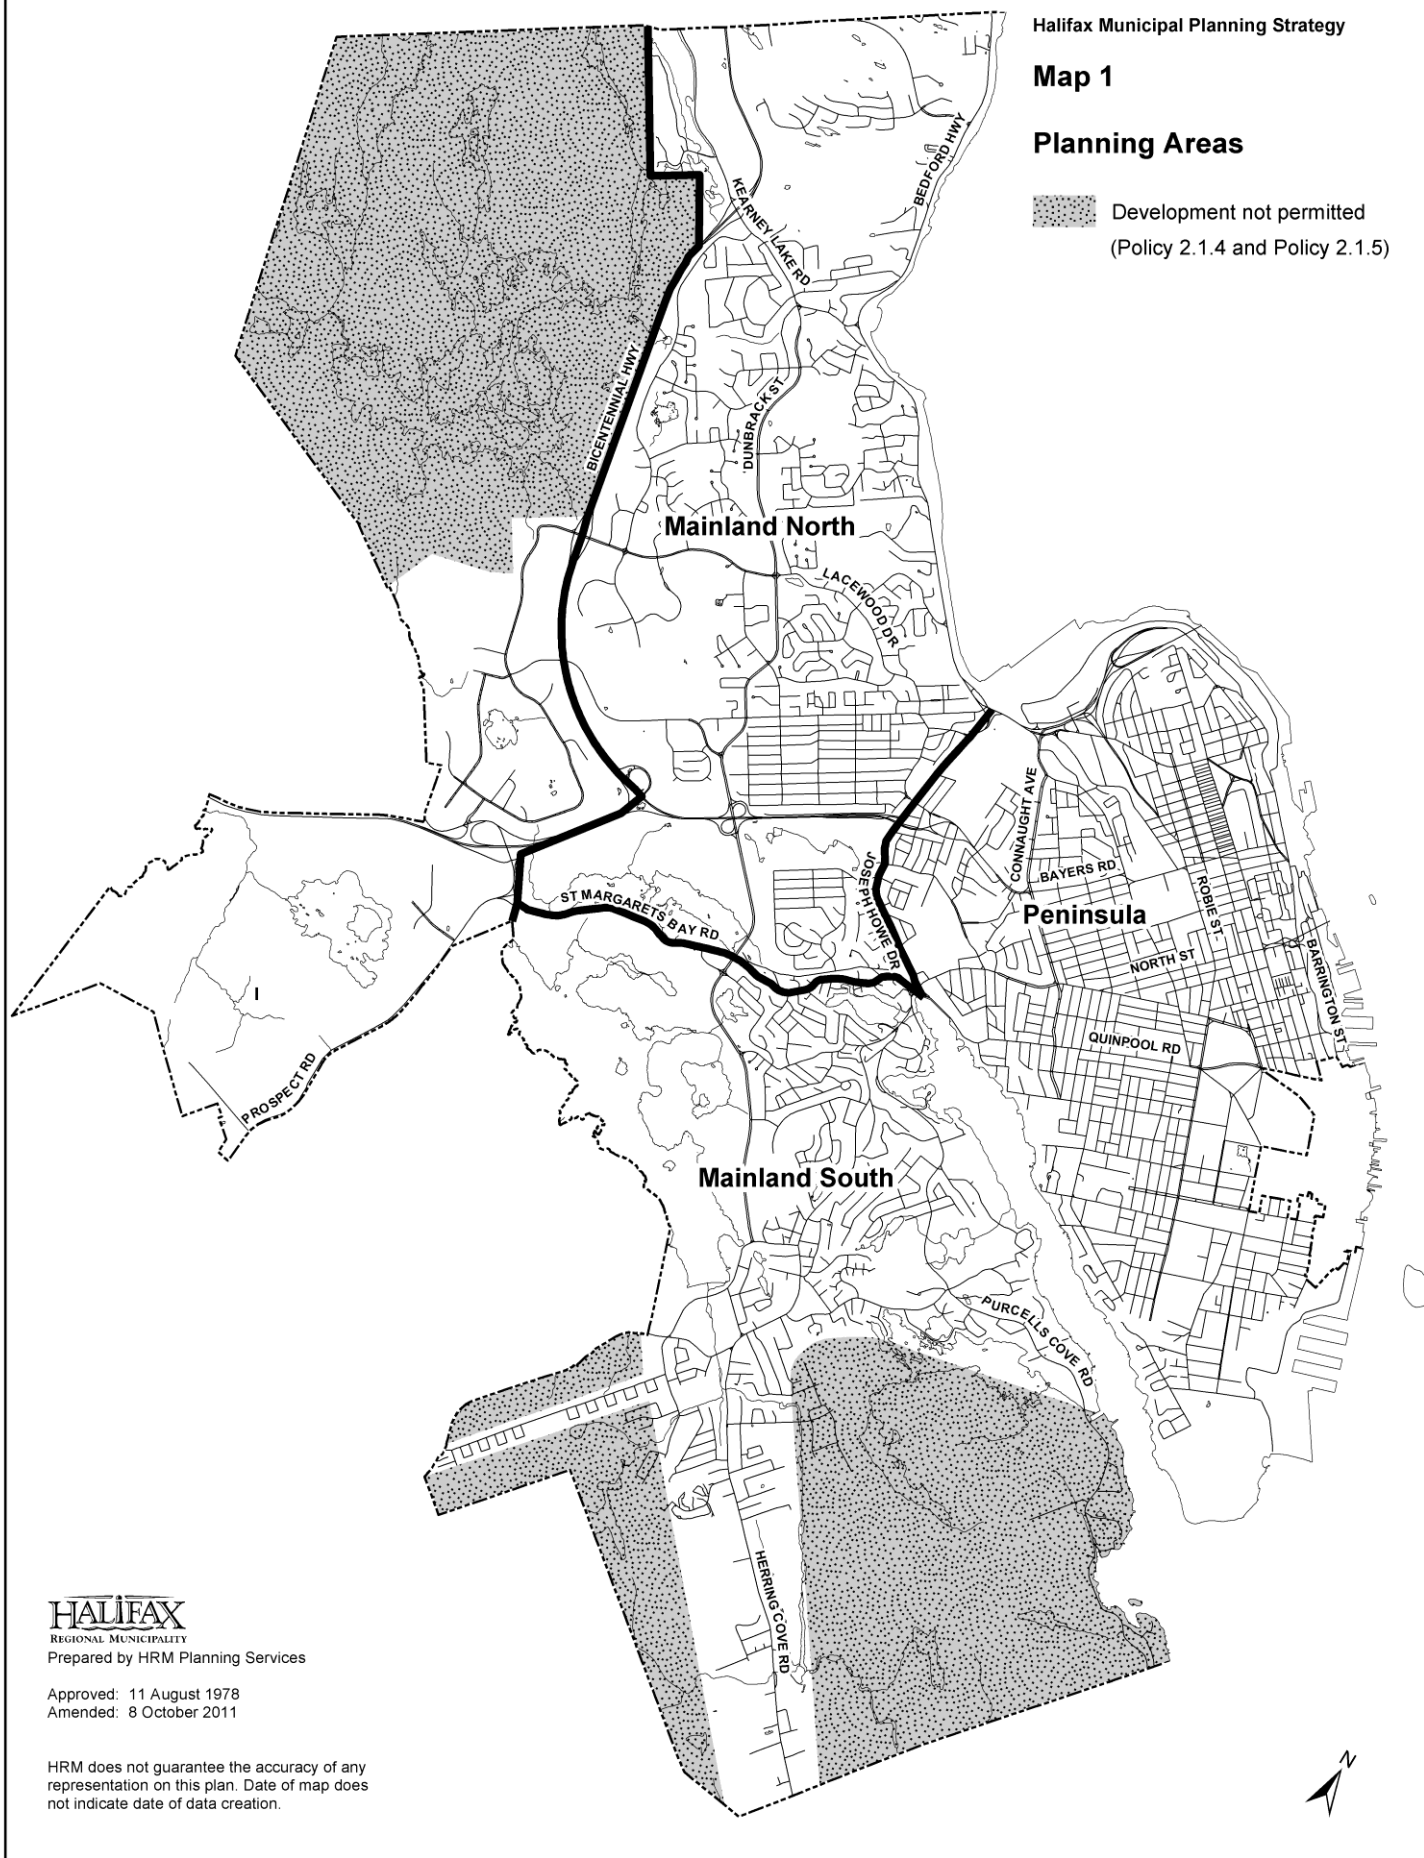 Halifax Municipal Planning Strategy
Map 1
Planning Areas
Development not permitted
(Policy 2.1.4 and Policy 2.1.5)
BEDFORD HWY
KEARNEY LAKE RD
BICENTENNIAL HWY
DUNBRACK ST
Mainland North
LACEWOOD DR
CONNAUGHT AVE
BAYERS RD
JOSEPH HOWE DR
ROBIE ST
ST MARGARETS BAY RD
Peninsula
NORTH ST
BARRINGTON ST
I
QUINPOOL RD
PROSPECT RD
Mainland South
PURCELLS COVE RD
HERRING COVE RD
HALIFAX
REGIONAL MUNICIPALITY
Prepared by HRM Planning Services
Approved: 11 August 1978
Amended: 8 October 2011
HRM does not guarantee the accuracy of any
representation on this plan. Date of map does
not indicate date of data creation.
N